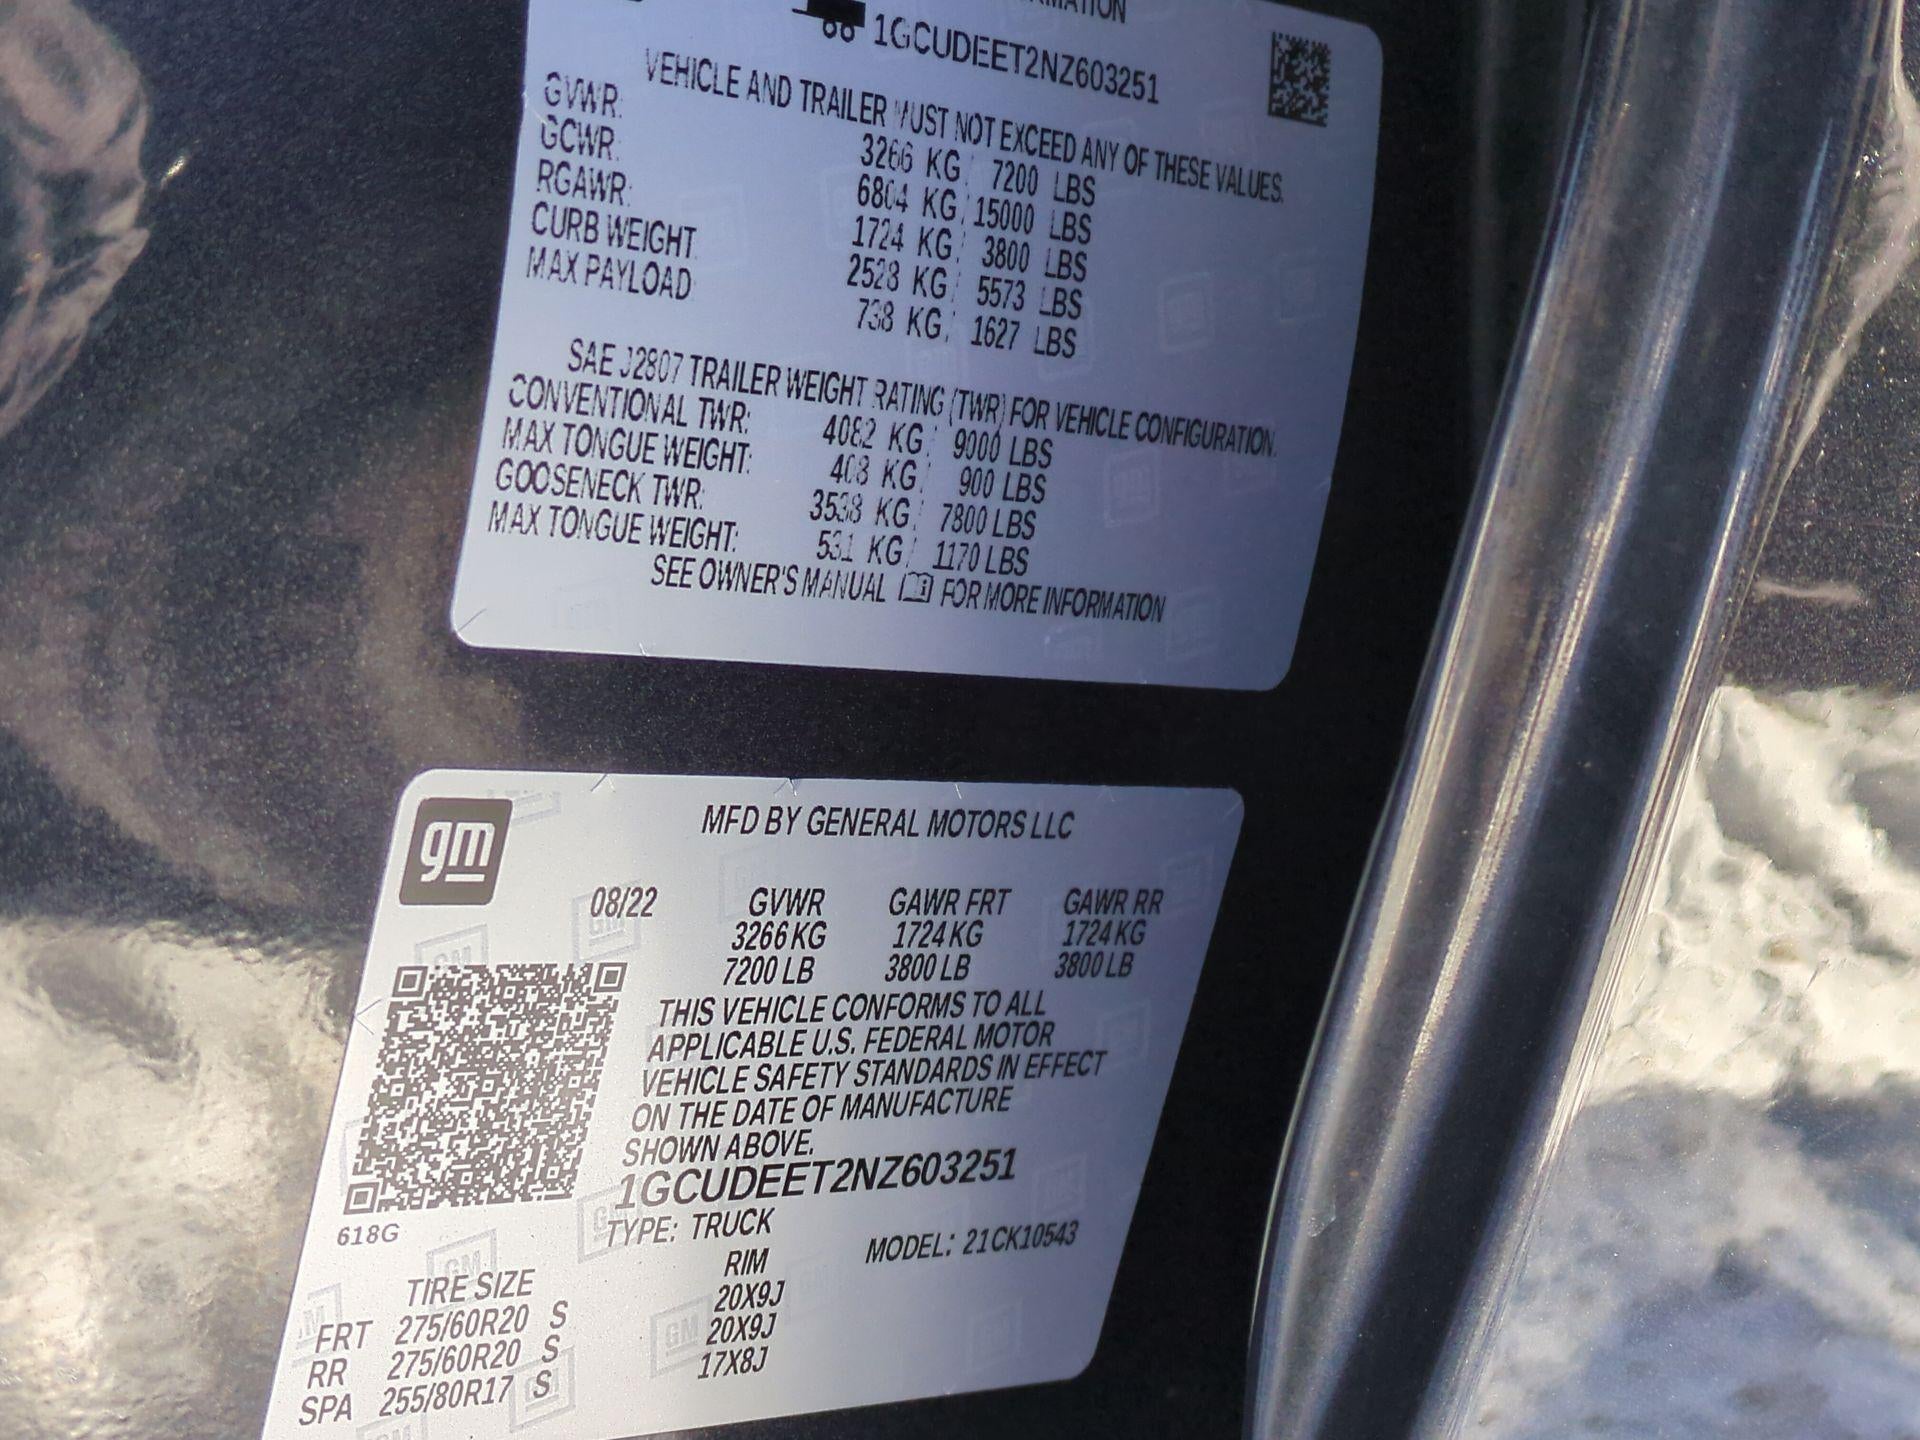 1GCUDEET2NZ603251
VEHICLE AND TRAILER MUST NOT EXCEED ANY OF THESE VALUES.
GVWR: 3266 KG / 7200 LBS
GCWR: 6804 KG / 15000 LBS
RGAWR: 1724 KG / 3800 LBS
CURB WEIGHT 2528 KG / 5573 LBS
MAX PAYLOAD 738 KG / 1627 LBS
SAE J2807 TRAILER WEIGHT RATING (TWR) FOR VEHICLE CONFIGURATION.
CONVENTIONAL TWR: 4082 KG / 9000 LBS
MAX TONGUE WEIGHT: 408 KG / 900 LBS
GOOSENECK TWR: 3538 KG / 7800 LBS
MAX TONGUE WEIGHT: 531 KG / 1170 LBS
SEE OWNER'S MANUAL FOR MORE INFORMATION
gm
MFD BY GENERAL MOTORS LLC
08/22 GVWR GAWR FRT GAWR RR
3266 KG 1724 KG 1724 KG
7200 LB 3800 LB 3800 LB
THIS VEHICLE CONFORMS TO ALL
APPLICABLE U.S. FEDERAL MOTOR
VEHICLE SAFETY STANDARDS IN EFFECT
ON THE DATE OF MANUFACTURE
SHOWN ABOVE.
1GCUDEET2NZ603251
618G
TYPE: TRUCK MODEL: 21CK10543
TIRE SIZE RIM
FRT 275/60R20 S 20X9J
RR 275/60R20 S 20X9J
SPA 255/80R17 S 17X8J